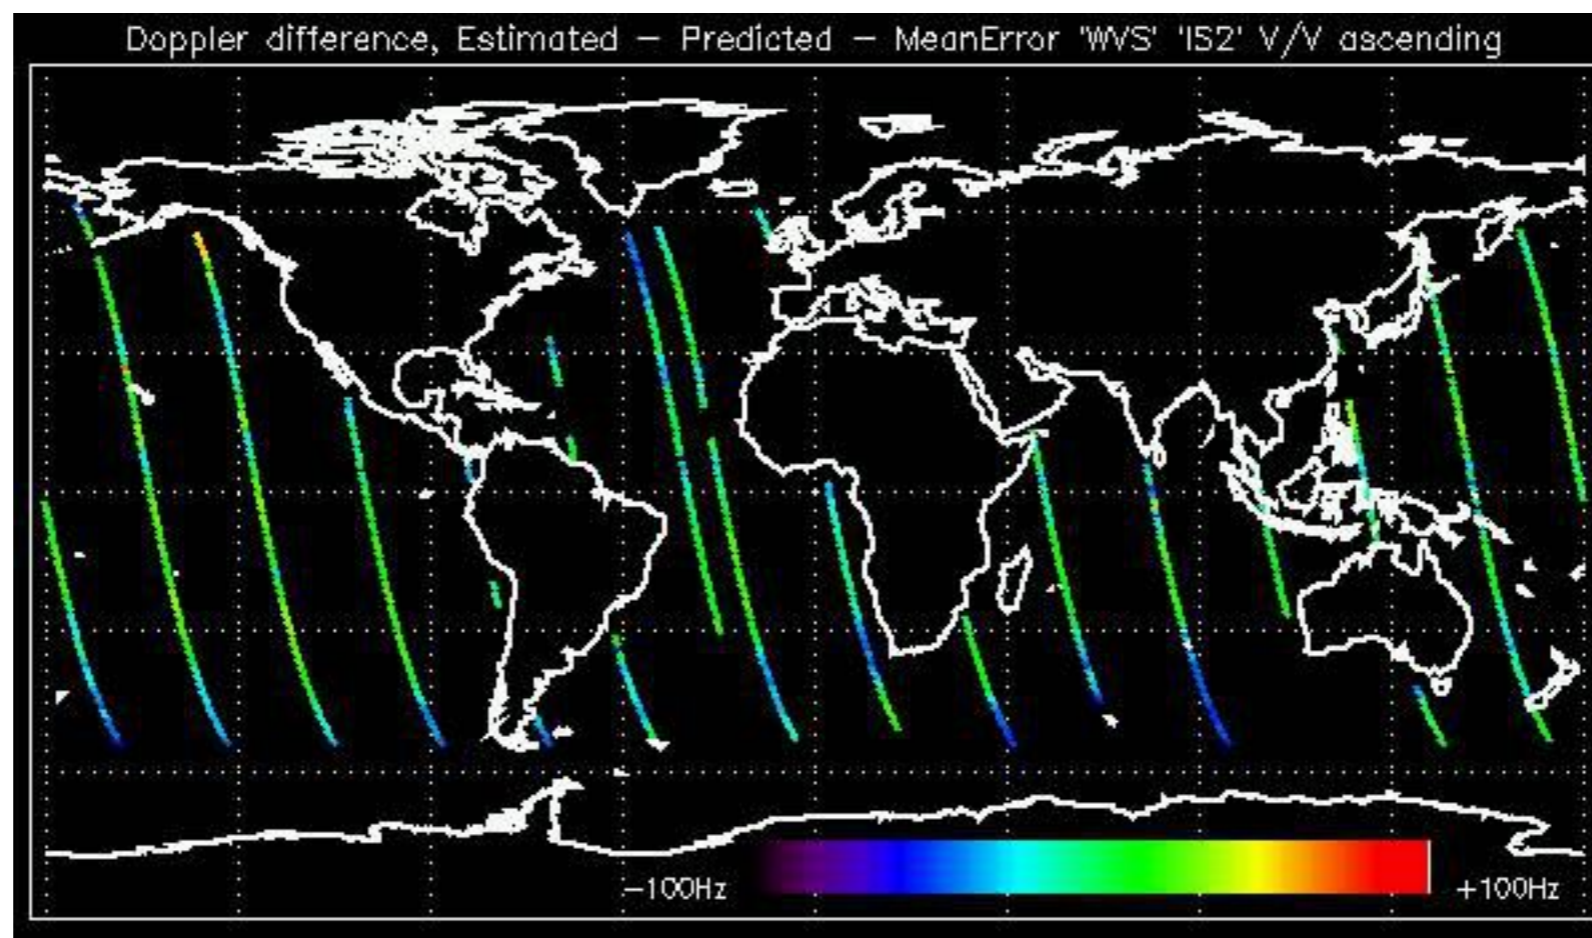 Doppler difference, Estimated – Predicted – MeanError 'WVS' 'IS2' V/V ascending
–100Hz
+100Hz